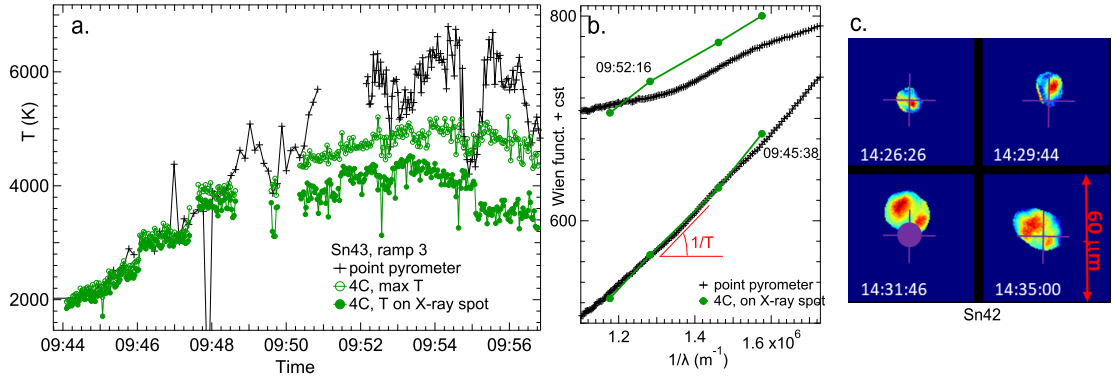 a.
T (K)
6000
4000
2000
09:44
09:46
09:48
09:50
09:52
09:54
09:56
Time
Sn43, ramp 3
point pyrometer
4C, max T
4C, T on X-ray spot
b.
Wien funct. + cst
800
600
09:52:16
09:45:38
1/T
point pyrometer
4C, on X-ray spot
1.2
1.4
1.6 x10⁶
1/λ (m⁻¹)
c.
14:26:26
14:29:44
14:31:46
14:35:00
60 µm
Sn42